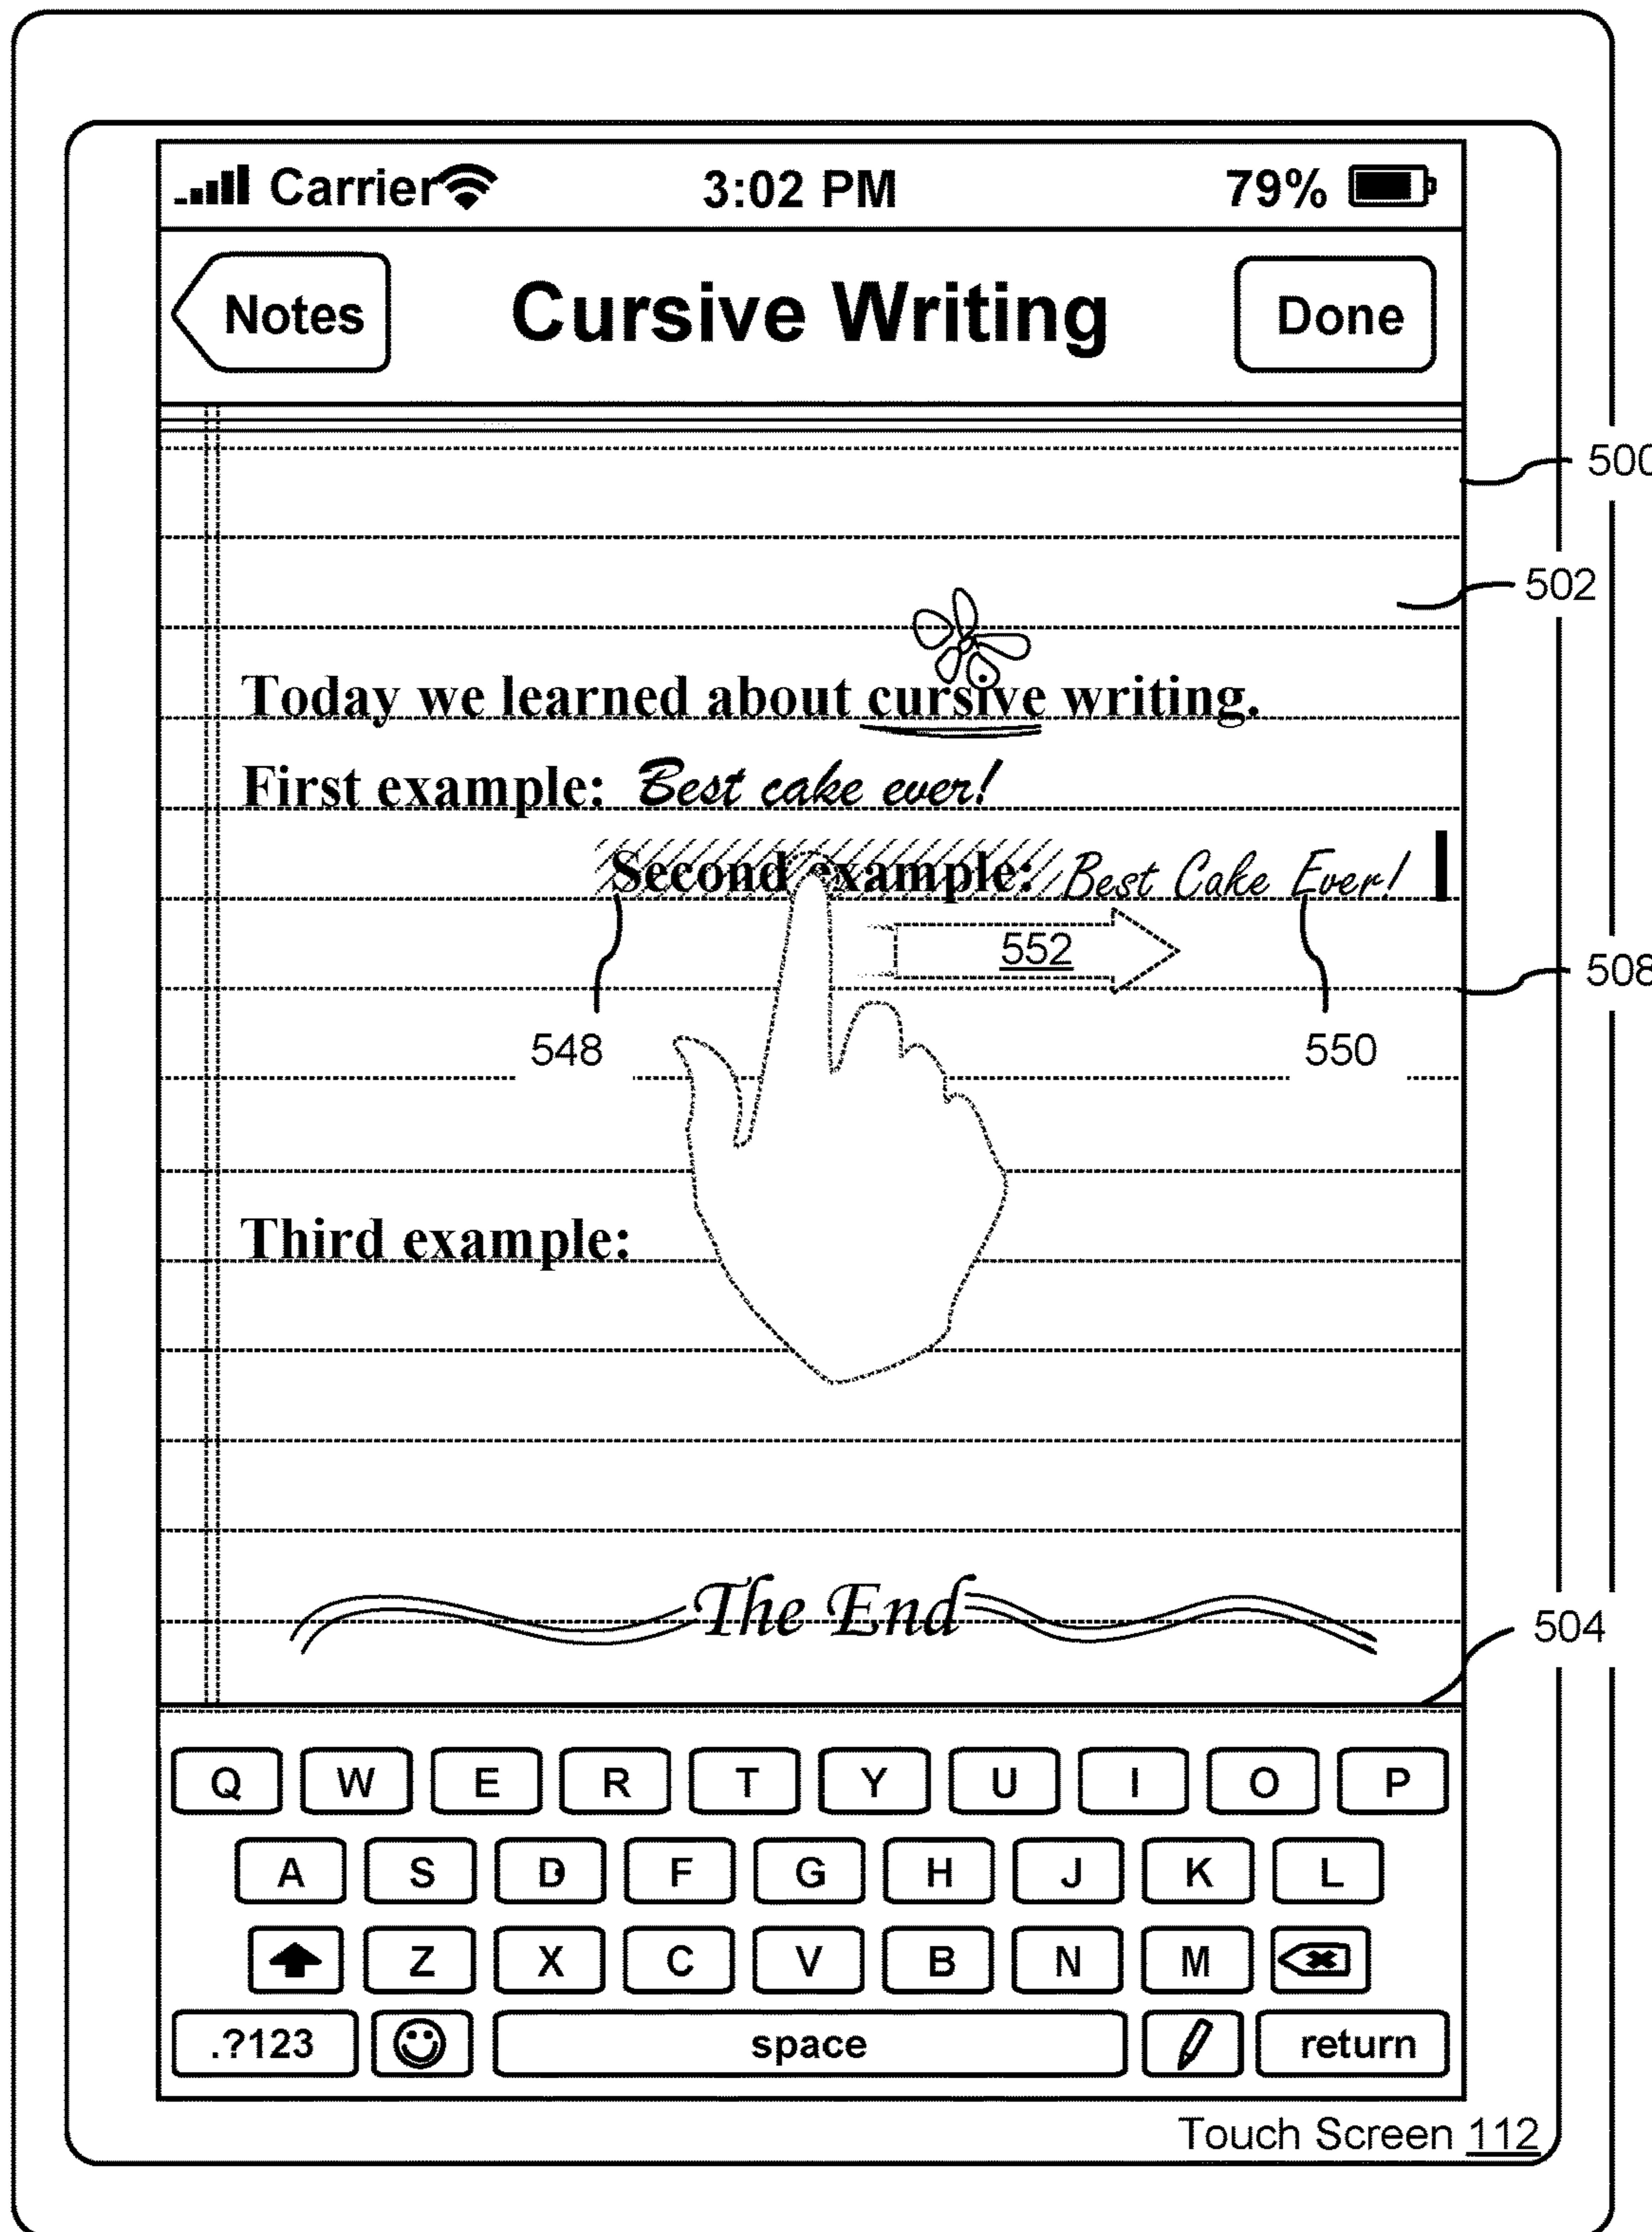 Carrier 3:02 PM 79%
Notes Cursive Writing Done
500
502
Today we learned about cursive writing.
First example: Best cake ever!
Second example: Best Cake Ever!
552
508
548 550
Third example:
The End
504
Q W E R T Y U I O P
A S D F G H J K L
Z X C V B N M
.?123 space return
Touch Screen 112